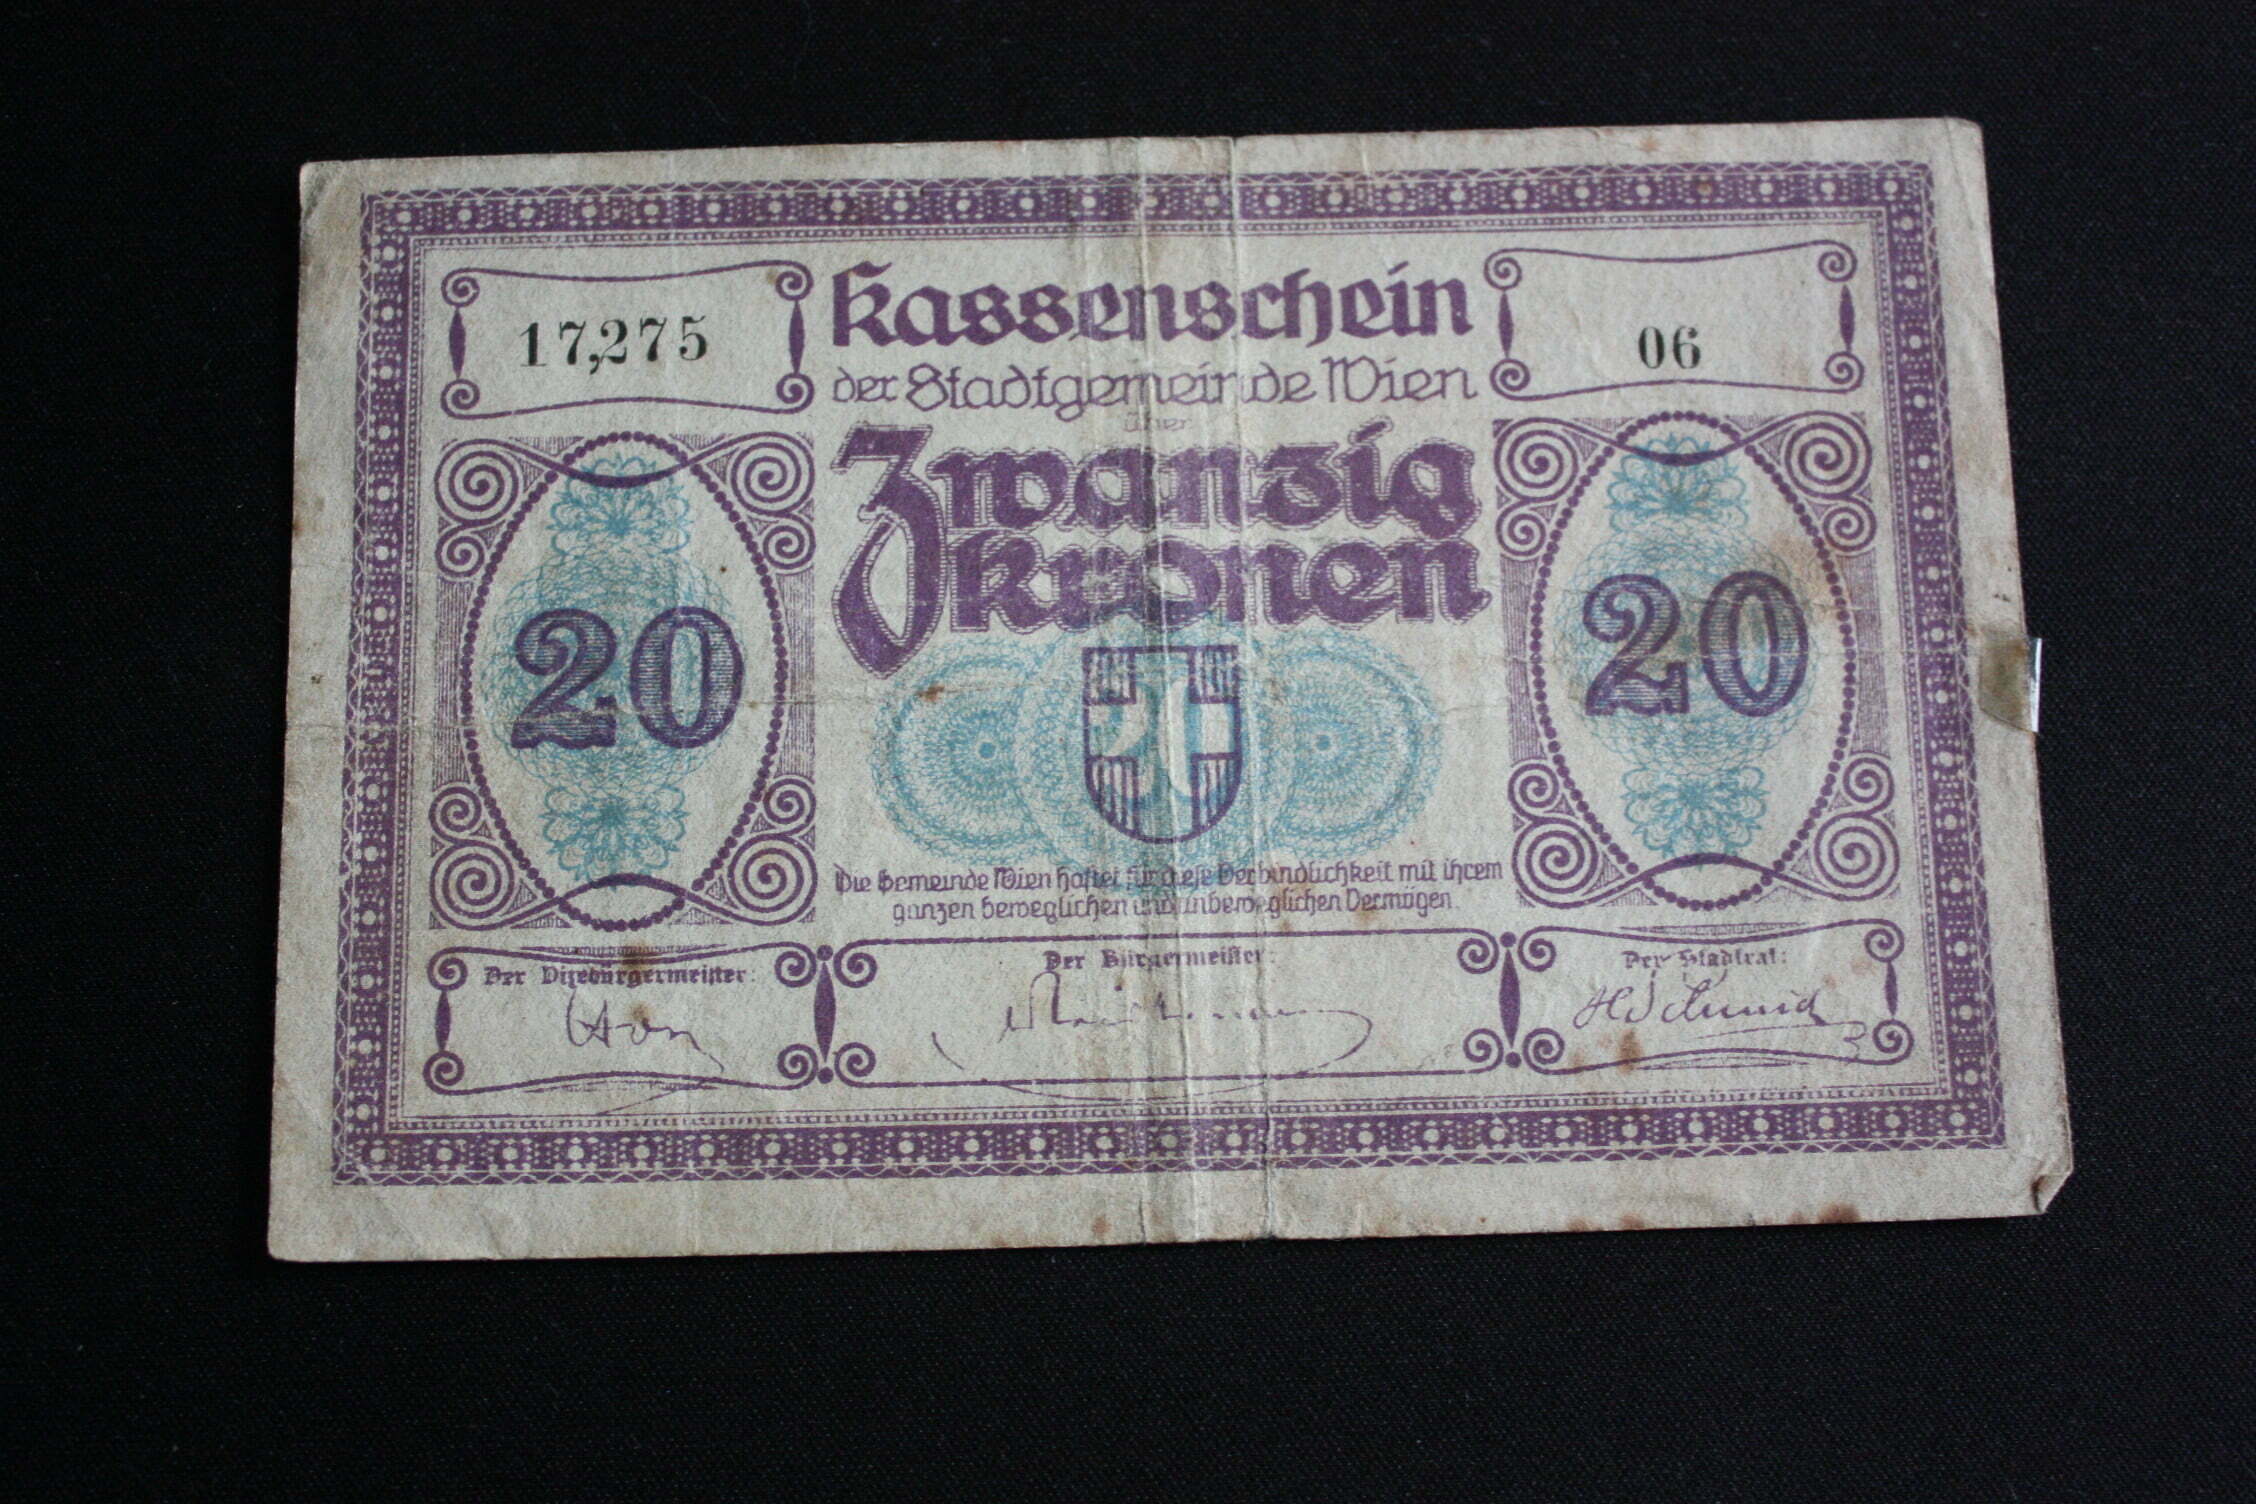 17,275
Kassenschein
06
der Stadtgemeinde Wien
über
Zwanzig
Kronen
20
20
Die Gemeinde Wien haftet für diese Verbindlichkeit mit ihrem
ganzen beweglichen und unbeweglichen Vermögen.
Der Vizebürgermeister:
Der Bürgermeister:
Der Stadtrat: